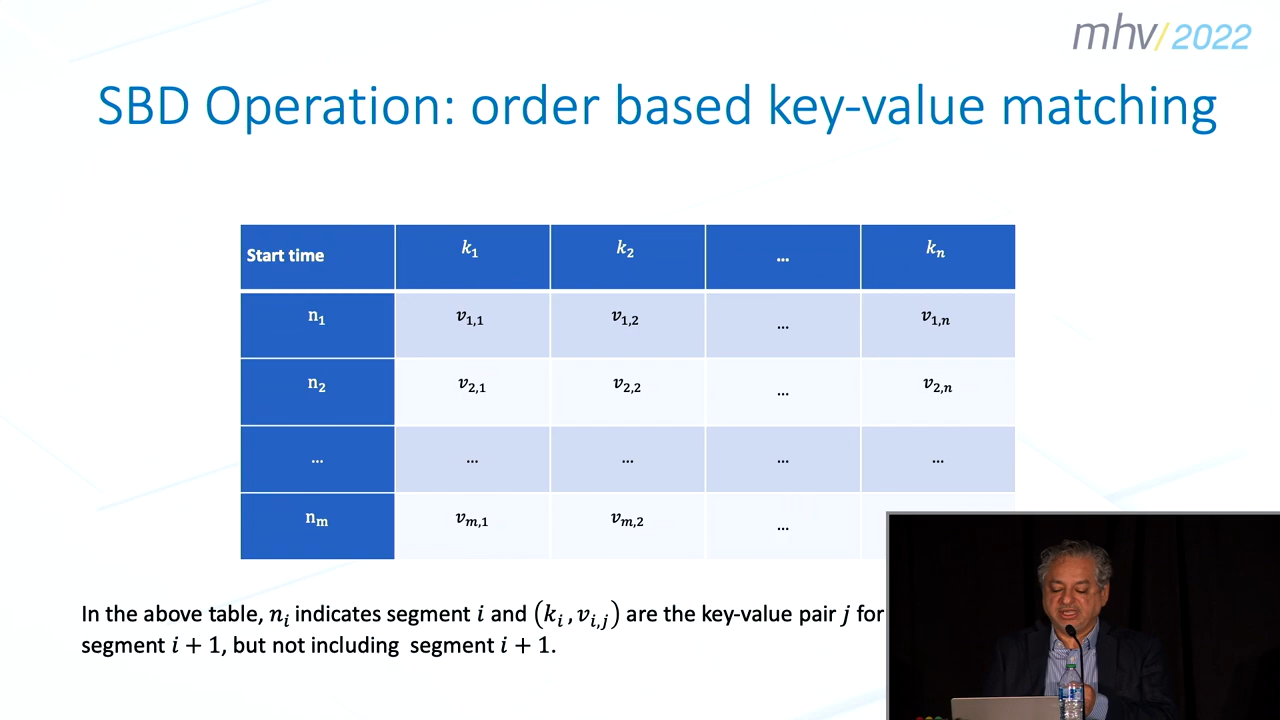 mhv/2022
SBD Operation: order based key-value matching
Start time k₁ k₂ ... kₙ
n₁ v₁,₁ v₁,₂ ... v₁,ₙ
n₂ v₂,₁ v₂,₂ ... v₂,ₙ
... ... ... ... ...
nₘ vₘ,₁ vₘ,₂ ...
In the above table, nᵢ indicates segment i and (kᵢ, vᵢ,ⱼ) are the key-value pair j for
segment i + 1, but not including segment i + 1.